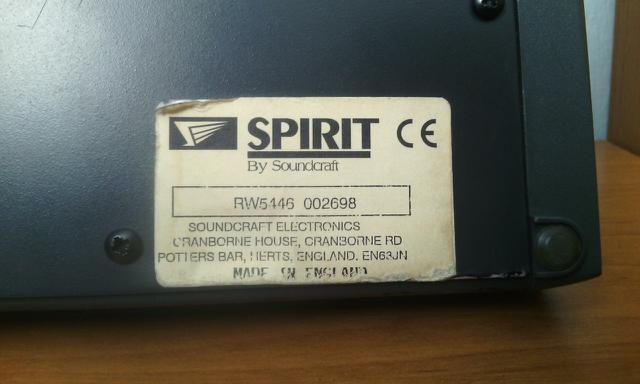 SPIRIT CE
By Soundcraft
RW5446 002698
SOUNDCRAFT ELECTRONICS
CRANBORNE HOUSE, CRANBORNE RD
POTTERS BAR, HERTS, ENGLAND. EN63JN
MADE IN ENGLAND